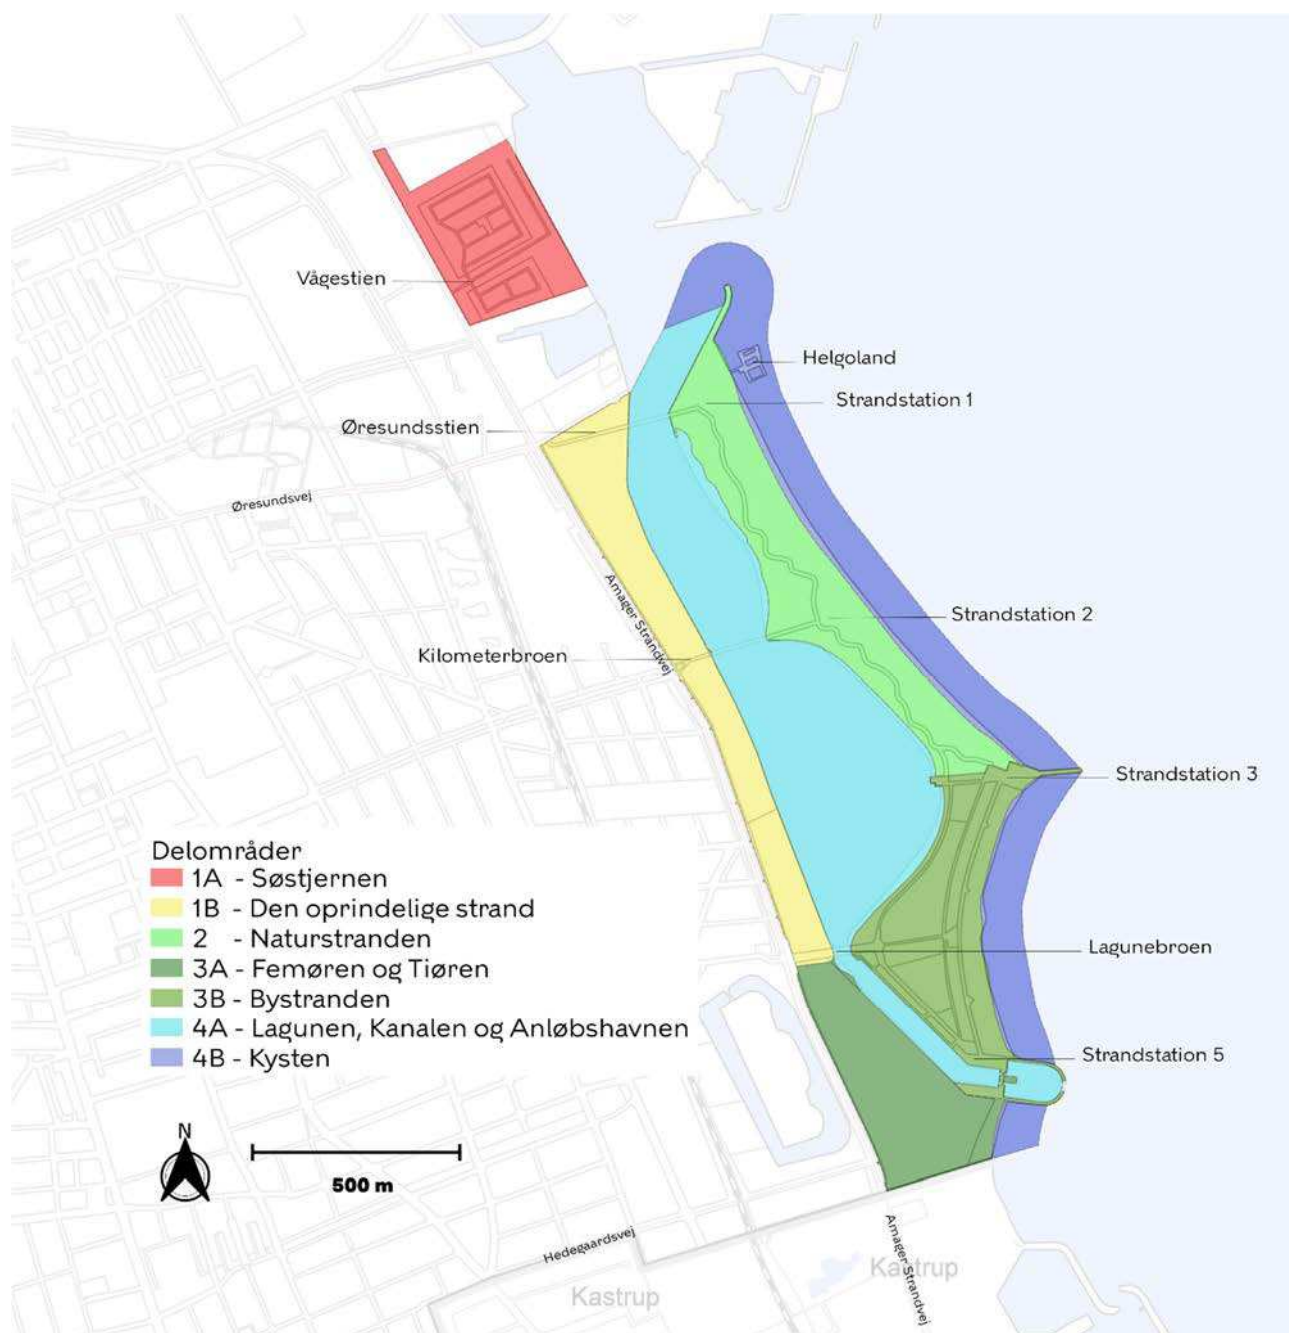 Vågestien
Helgoland
Strandstation 1
Øresundsstien
Øresundsvej
Amager Strandvej
Strandstation 2
Kilometerbroen
Strandstation 3
Delområder
1A - Søstjernen
1B - Den oprindelige strand
2 - Naturstranden
3A - Femøren og Tiøren
3B - Bystranden
4A - Lagunen, Kanalen og Anløbshavnen
4B - Kysten
Lagunebroen
Strandstation 5
N
500 m
Hedegaardsvej
Amager Strandvej
Kastrup
Kastrup